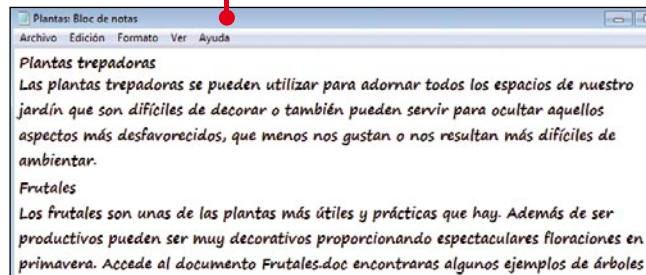 Plantas: Bloc de notas
Archivo Edición Formato Ver Ayuda
Plantas trepadoras
Las plantas trepadoras se pueden utilizar para adornar todos los espacios de nuestro
jardín que son difíciles de decorar o también pueden servir para ocultar aquellos
aspectos más desfavorecidos, que menos nos gustan o nos resultan más difíciles de
ambientar.
Frutales
Los frutales son unas de las plantas más útiles y prácticas que hay. Además de ser
productivos pueden ser muy decorativos proporcionando espectaculares floraciones en
primavera. Accede al documento Frutales.doc encontraras algunos ejemplos de árboles